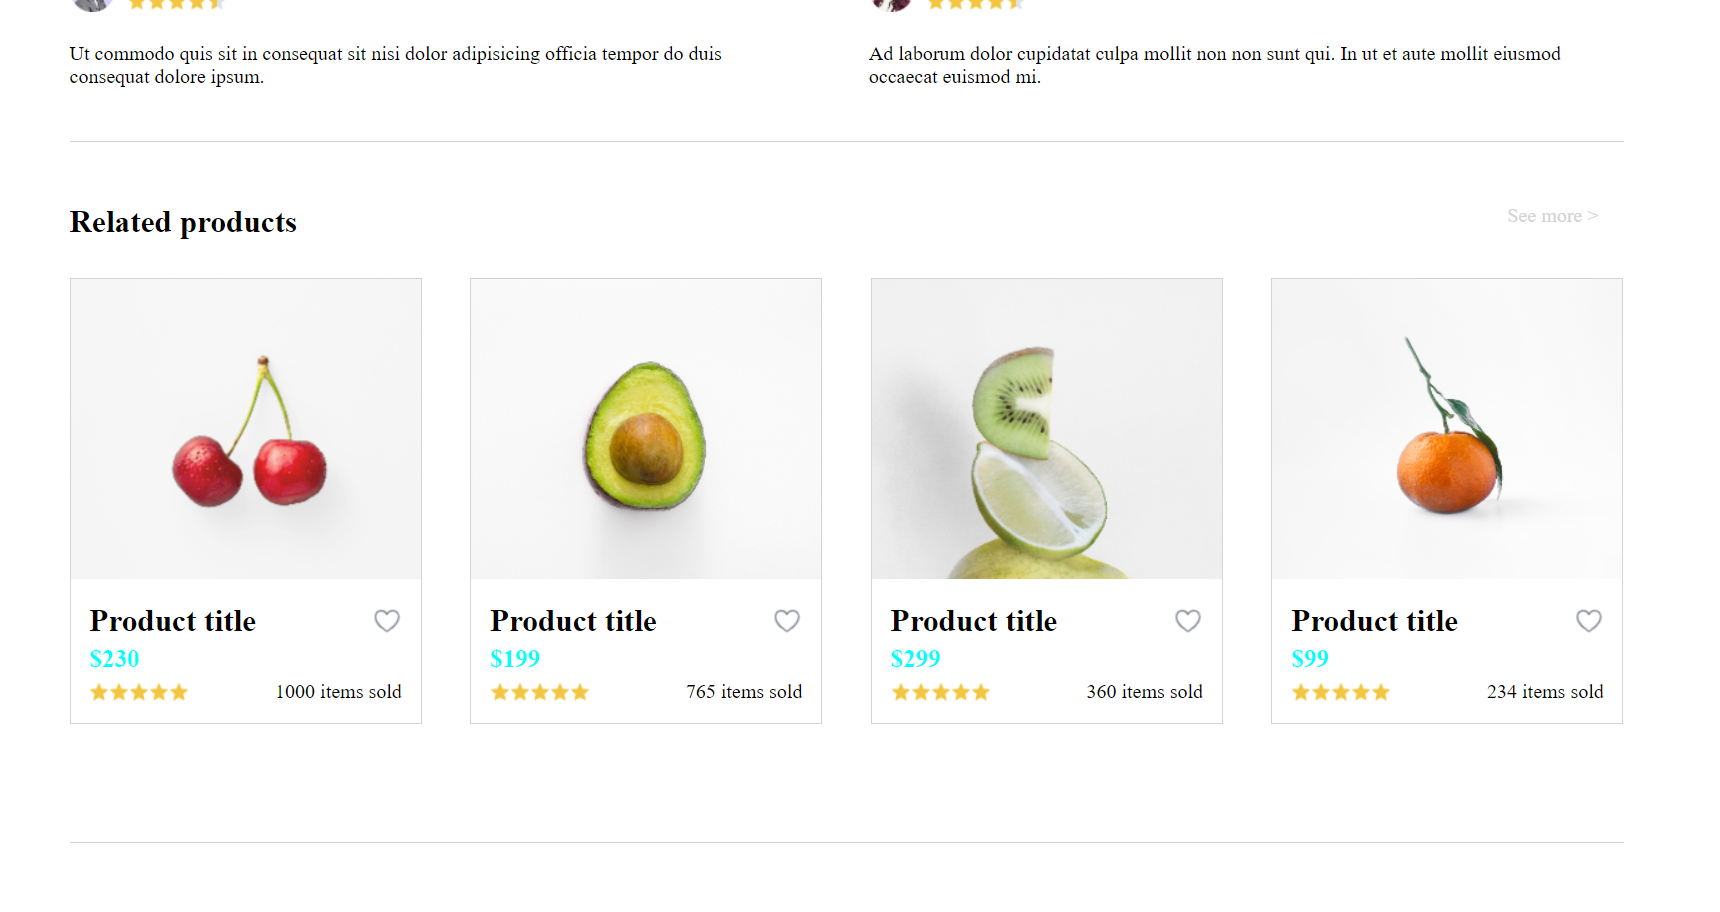 Ut commodo quis sit in consequat sit nisi dolor adipisicing officia tempor do duis
consequat dolore ipsum.
Ad laborum dolor cupidatat culpa mollit non non sunt qui. In ut et aute mollit eiusmod
occaecat euismod mi.
Related products
See more >
Product title
$230
1000 items sold
Product title
$199
765 items sold
Product title
$299
360 items sold
Product title
$99
234 items sold